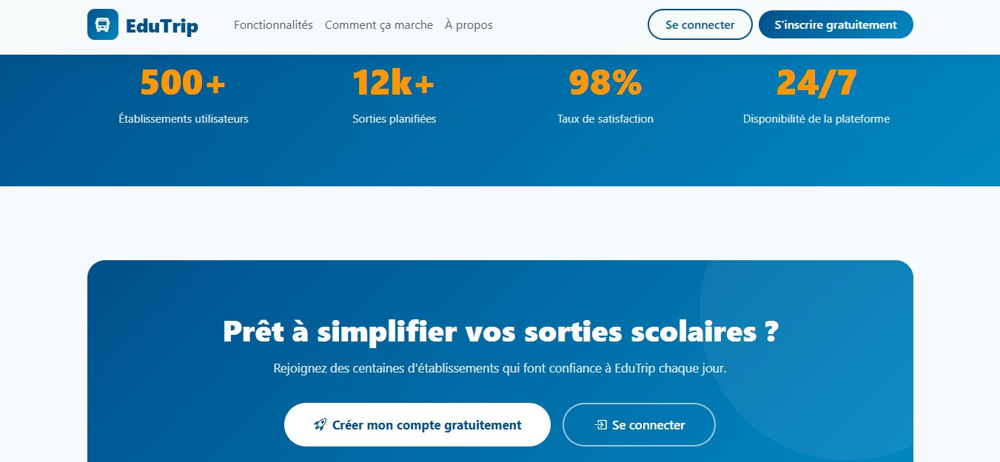 EduTrip
Fonctionnalités
Comment ça marche
À propos
Se connecter
S'inscrire gratuitement
500+
12k+
98%
24/7
Établissements utilisateurs
Sorties planifiées
Taux de satisfaction
Disponibilité de la plateforme
Prêt à simplifier vos sorties scolaires ?
Rejoignez des centaines d'établissements qui font confiance à EduTrip chaque jour.
Créer mon compte gratuitement
Se connecter